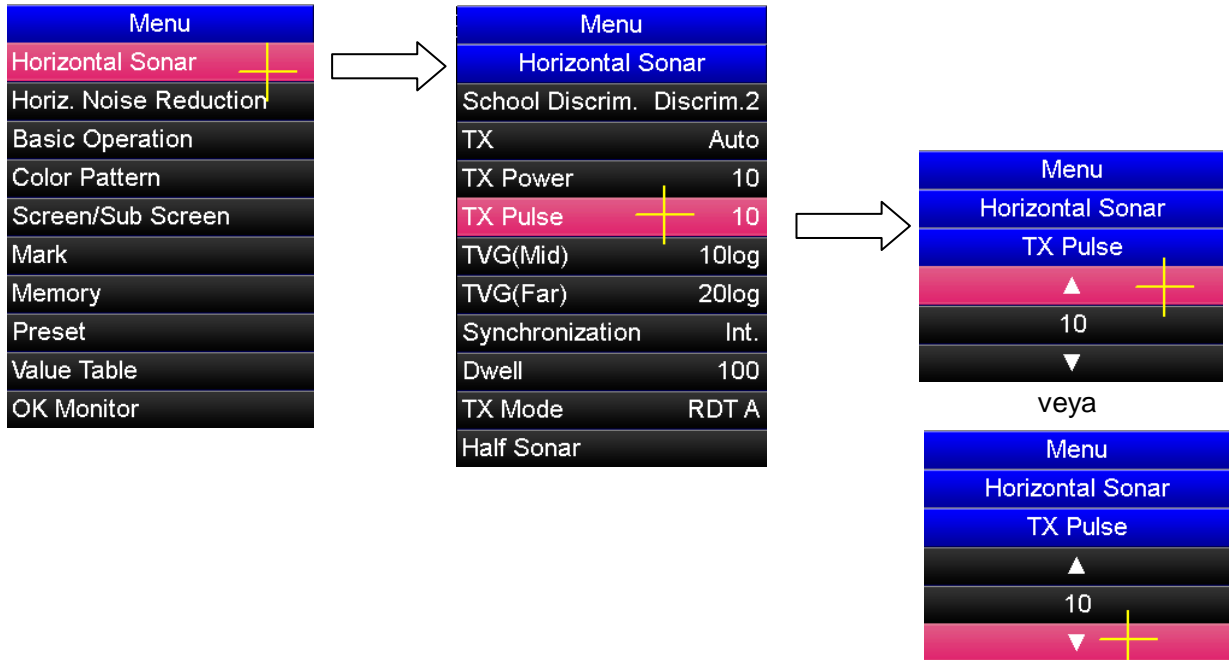 Menu
Horizontal Sonar
Horiz. Noise Reduction
Basic Operation
Color Pattern
Screen/Sub Screen
Mark
Memory
Preset
Value Table
OK Monitor
Menu
Horizontal Sonar
School Discrim. Discrim.2
TX Auto
TX Power 10
TX Pulse 10
TVG(Mid) 10log
TVG(Far) 20log
Synchronization Int.
Dwell 100
TX Mode RDT A
Half Sonar
Menu
Horizontal Sonar
TX Pulse
▲
10
▼
veya
Menu
Horizontal Sonar
TX Pulse
▲
10
▼